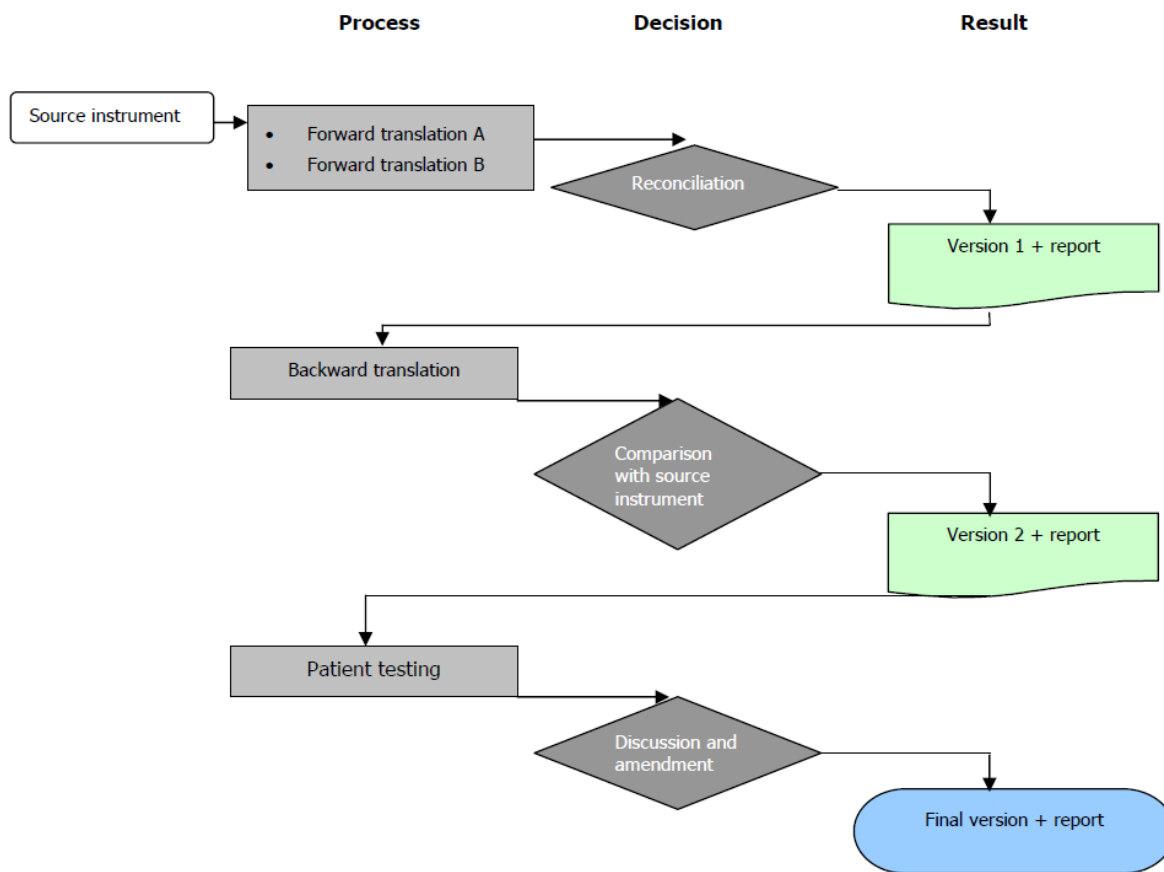 Process
Decision
Result
Source instrument
• Forward translation A
• Forward translation B
Reconciliation
Version 1 + report
Backward translation
Comparison
with source
instrument
Version 2 + report
Patient testing
Discussion and
amendment
Final version + report